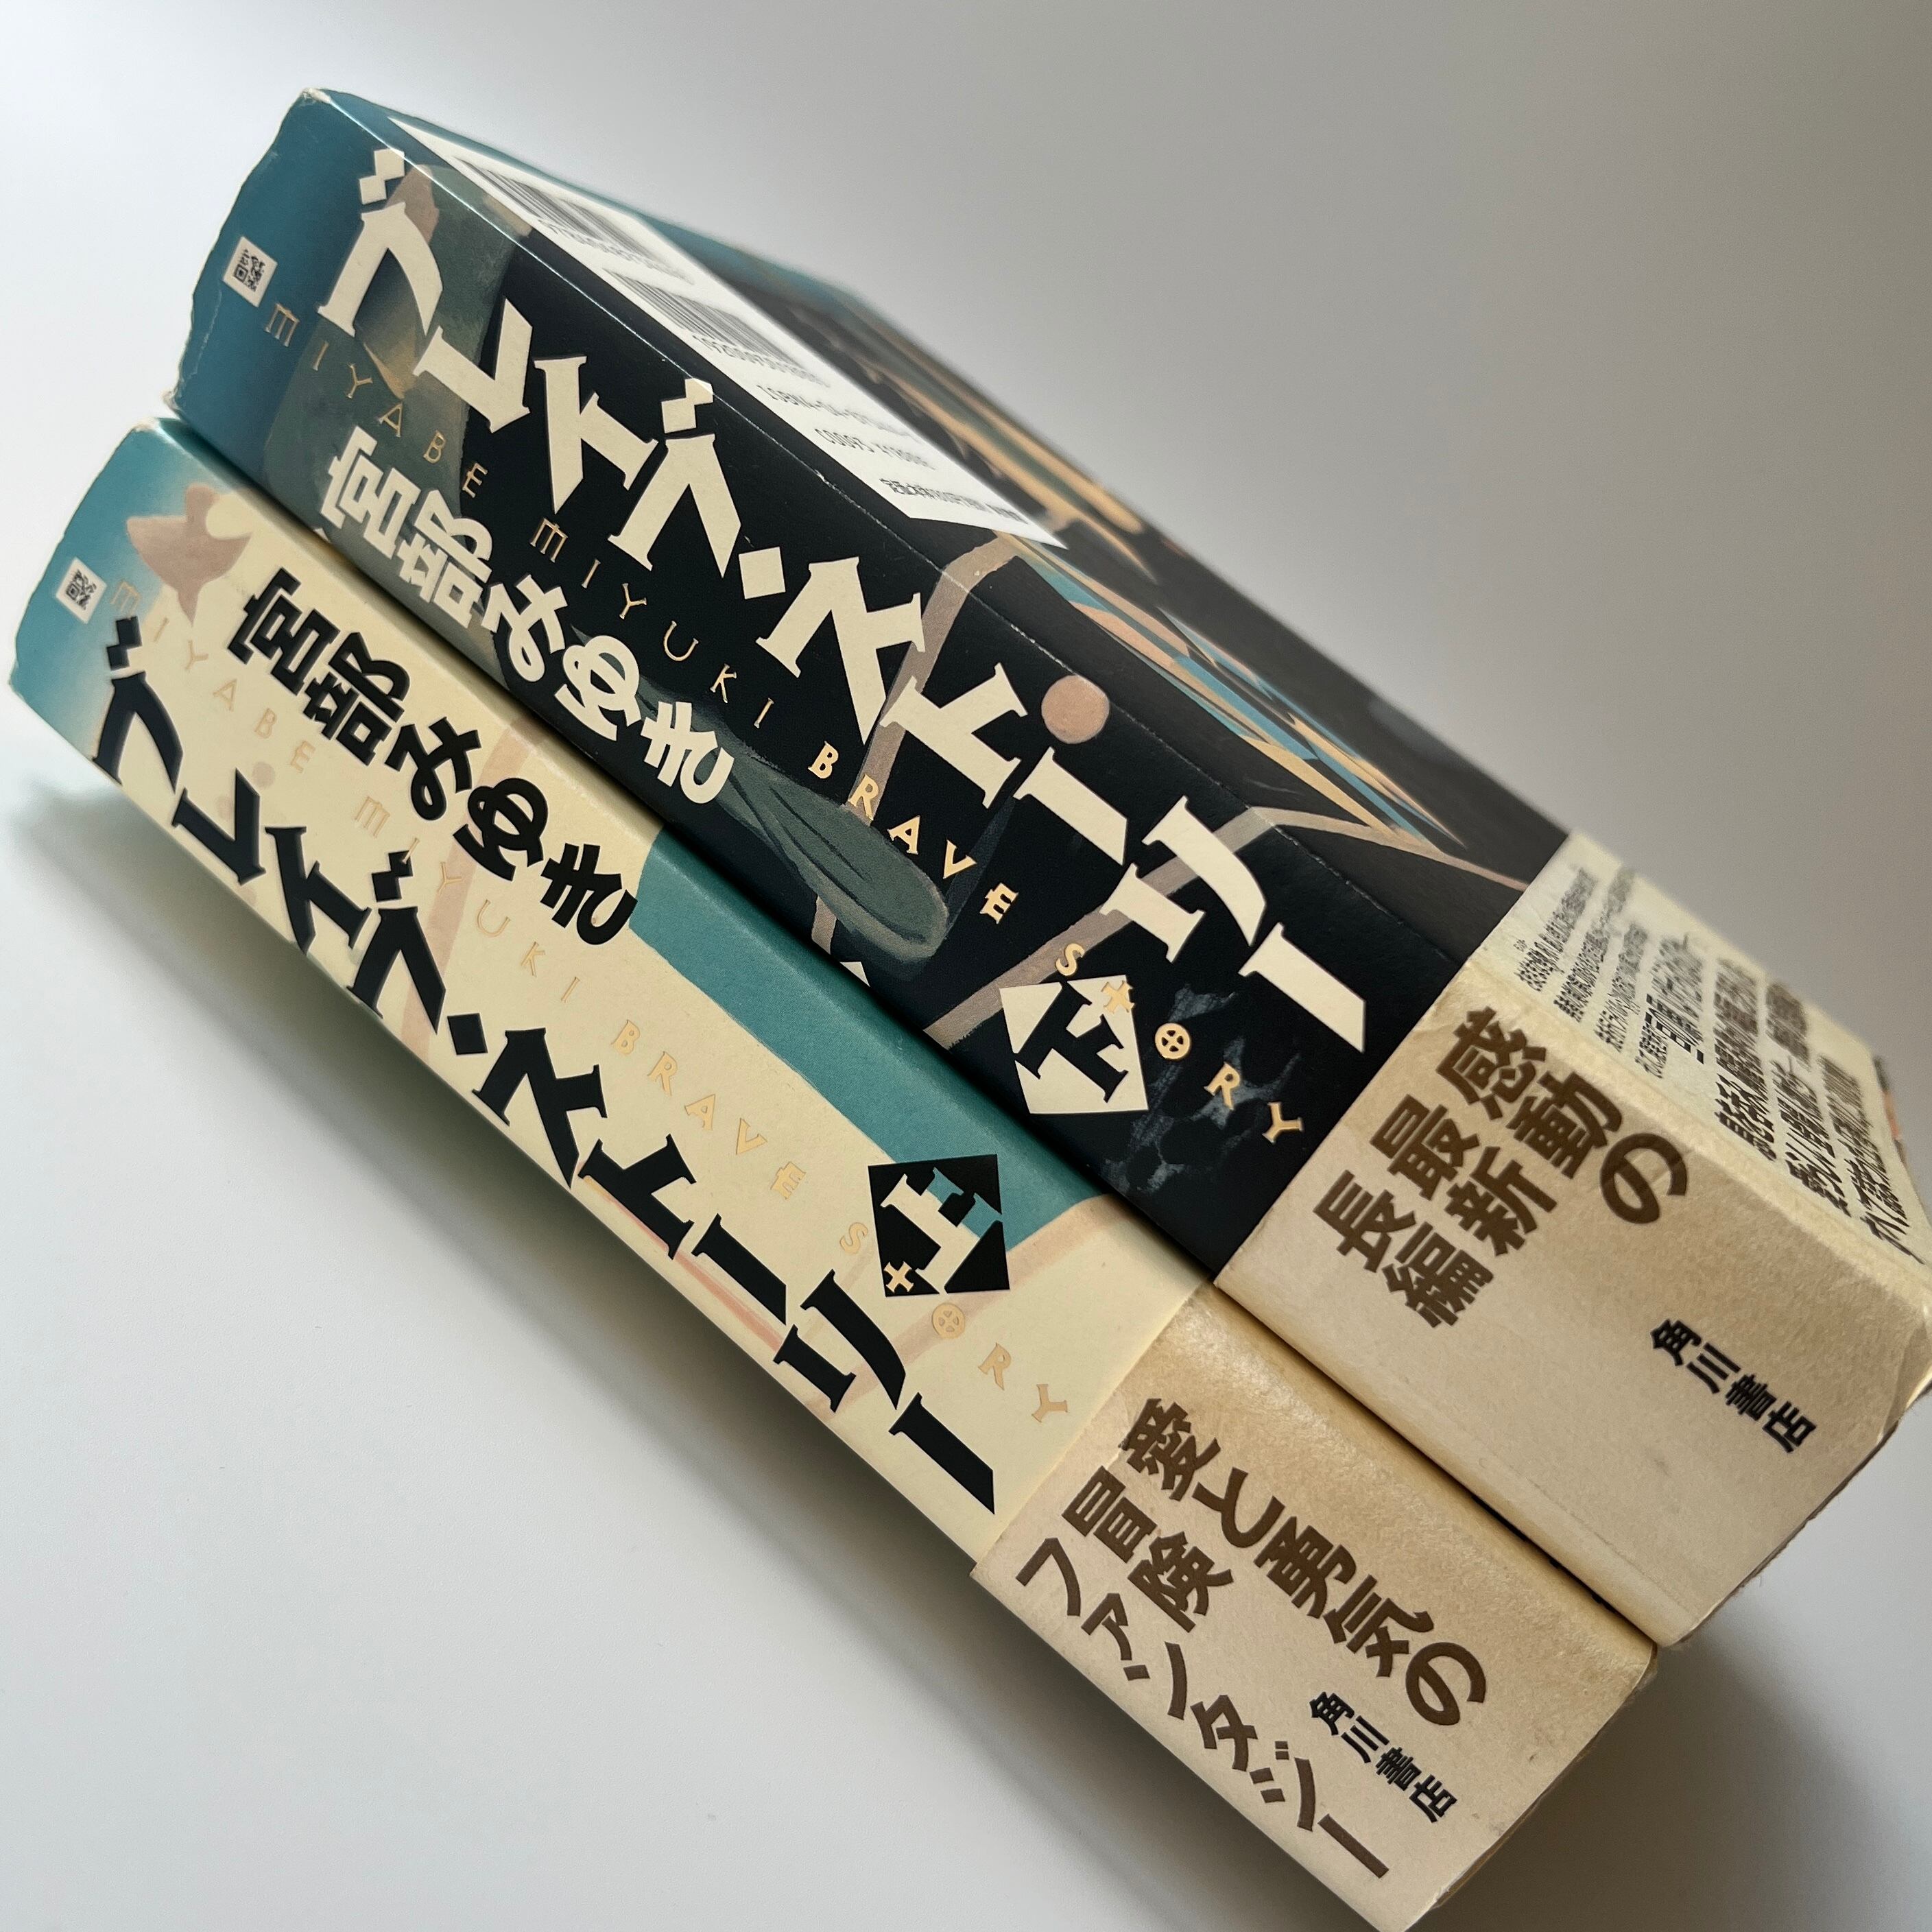 ブレイブ・ストーリー
宮部みゆき
MIYABE MIYUKI BRAVE STORY
下
感動の
最新
長編
角川書店
宮部みゆき
ブレイブ・ストーリー
MIYABE MIYUKI BRAVE STORY
上
愛と勇気の
冒険
ファンタジー
角川書店